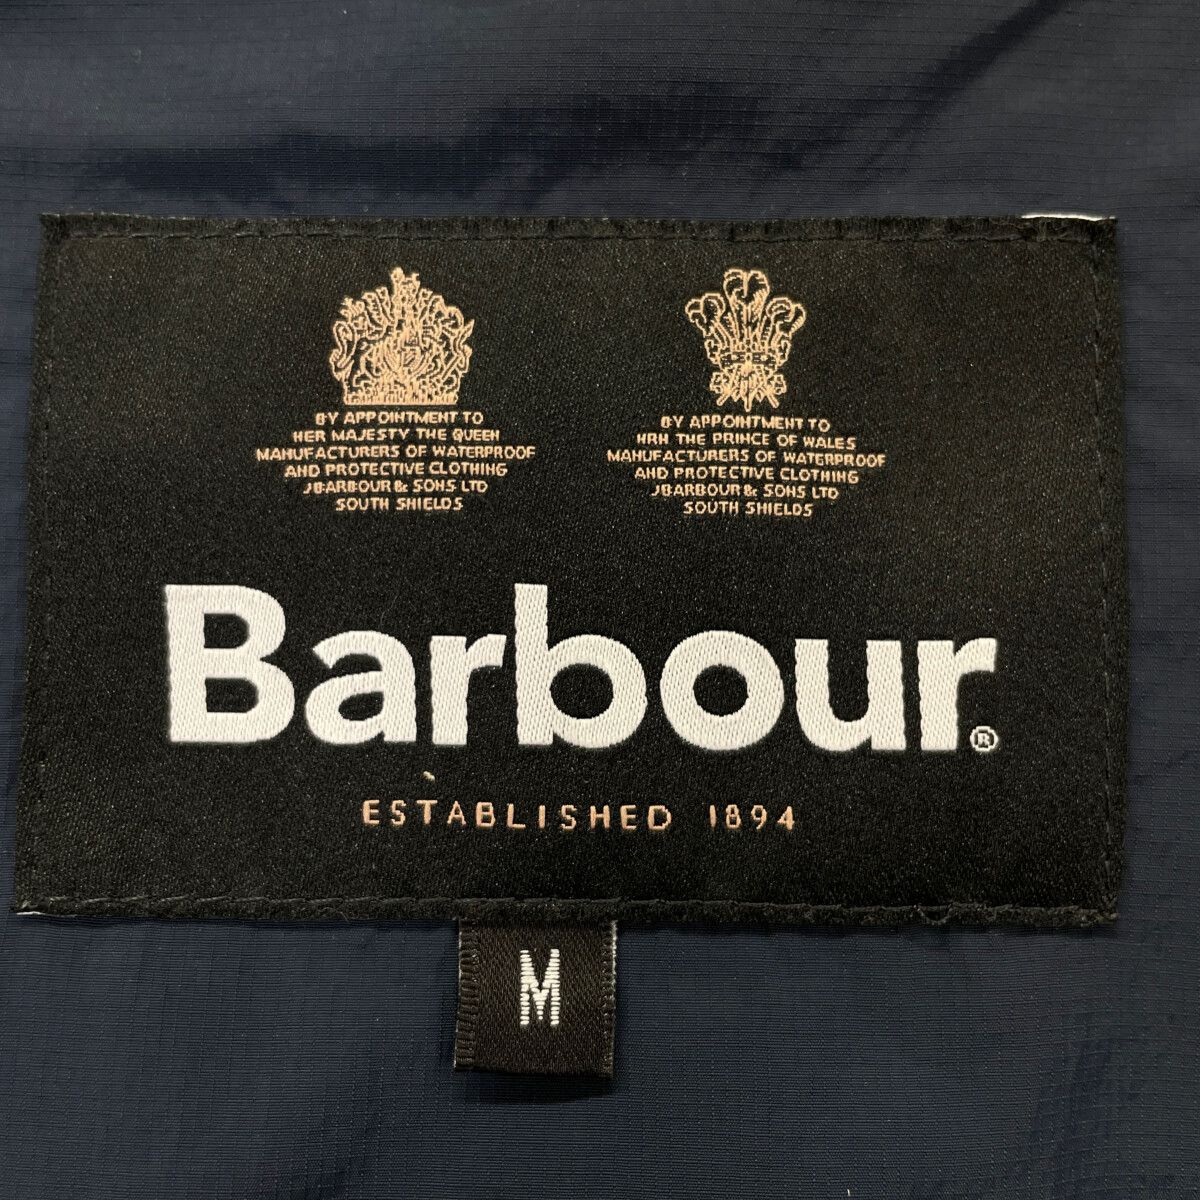 BY APPOINTMENT TO
HER MAJESTY THE QUEEN
MANUFACTURERS OF WATERPROOF
AND PROTECTIVE CLOTHING
J BARBOUR & SONS LTD
SOUTH SHIELDS
BY APPOINTMENT TO
HRH THE PRINCE OF WALES
MANUFACTURERS OF WATERPROOF
AND PROTECTIVE CLOTHING
J BARBOUR & SONS LTD
SOUTH SHIELDS
Barbour®
ESTABLISHED 1894
M